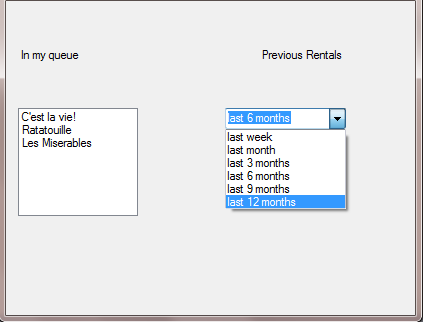 In my queue
Previous Rentals
C'est la vie!
Ratatouille
Les Miserables
last 6 months
last week
last month
last 3 months
last 6 months
last 9 months
last 12 months